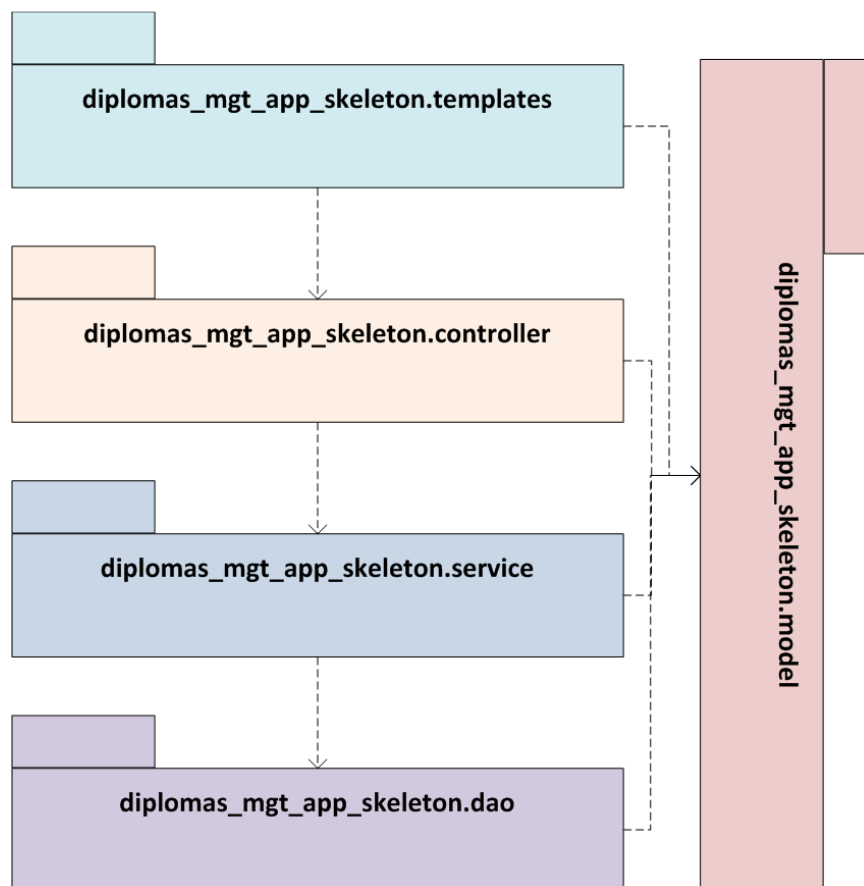 diplomas_mgt_app_skeleton.templates
diplomas_mgt_app_skeleton.controller
diplomas_mgt_app_skeleton.service
diplomas_mgt_app_skeleton.dao
diplomas_mgt_app_skeleton.model